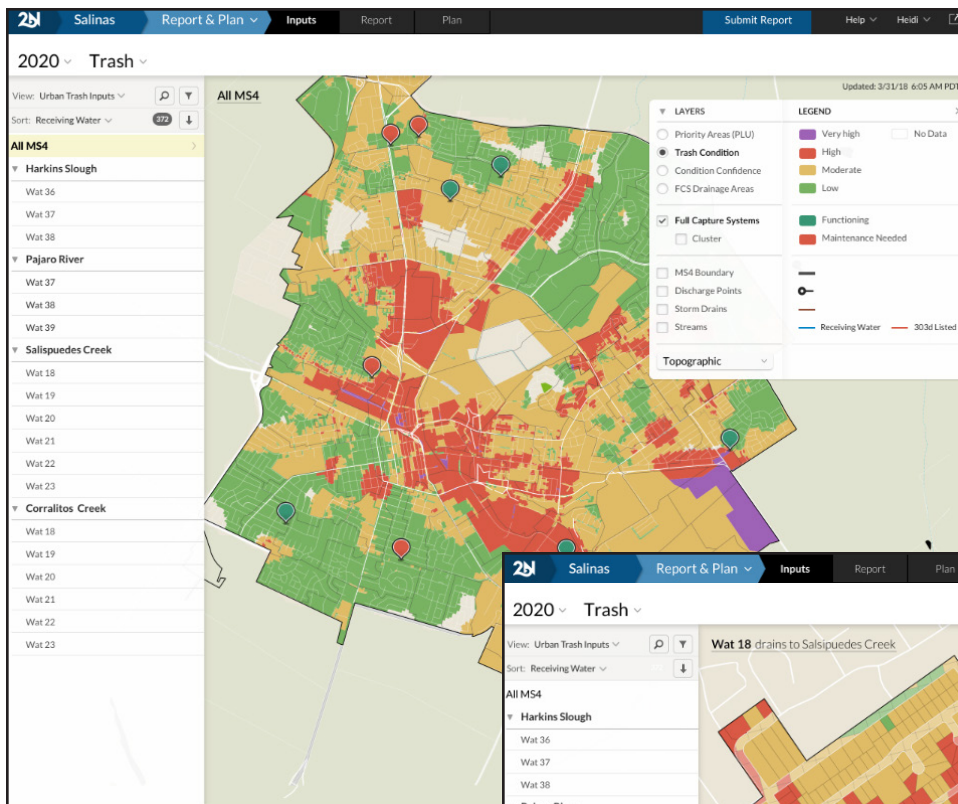 2N Salinas Report & Plan Inputs Report Plan Submit Report Help Heidi
2020 Trash
View: Urban Trash Inputs
Sort: Receiving Water 372
All MS4
Harkins Slough
Wat 36
Wat 37
Wat 38
Pajaro River
Wat 37
Wat 38
Wat 39
Salispuedes Creek
Wat 18
Wat 19
Wat 20
Wat 21
Wat 22
Wat 23
Corralitos Creek
Wat 18
Wat 19
Wat 20
Wat 21
Wat 22
Wat 23
All MS4
Updated: 3/31/18 6:05 AM PDT
LAYERS
Priority Areas (PLU)
Trash Condition
Condition Confidence
FCS Drainage Areas
Full Capture Systems
Cluster
MS4 Boundary
Discharge Points
Storm Drains
Streams
Topographic
LEGEND
Very high No Data
High
Moderate
Low
Functioning
Maintenance Needed
Receiving Water 303d Listed
2N Salinas Report & Plan Inputs Report Plan
2020 Trash
View: Urban Trash Inputs
Sort: Receiving Water
All MS4
Harkins Slough
Wat 36
Wat 37
Wat 38
Wat 18 drains to Salsipuedes Creek